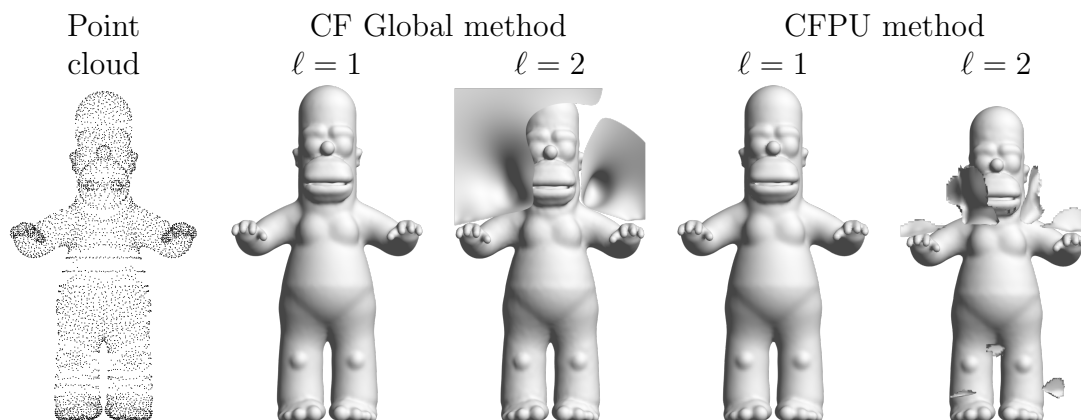 Point
cloud
CF Global method
ℓ = 1
ℓ = 2
CFPU method
ℓ = 1
ℓ = 2